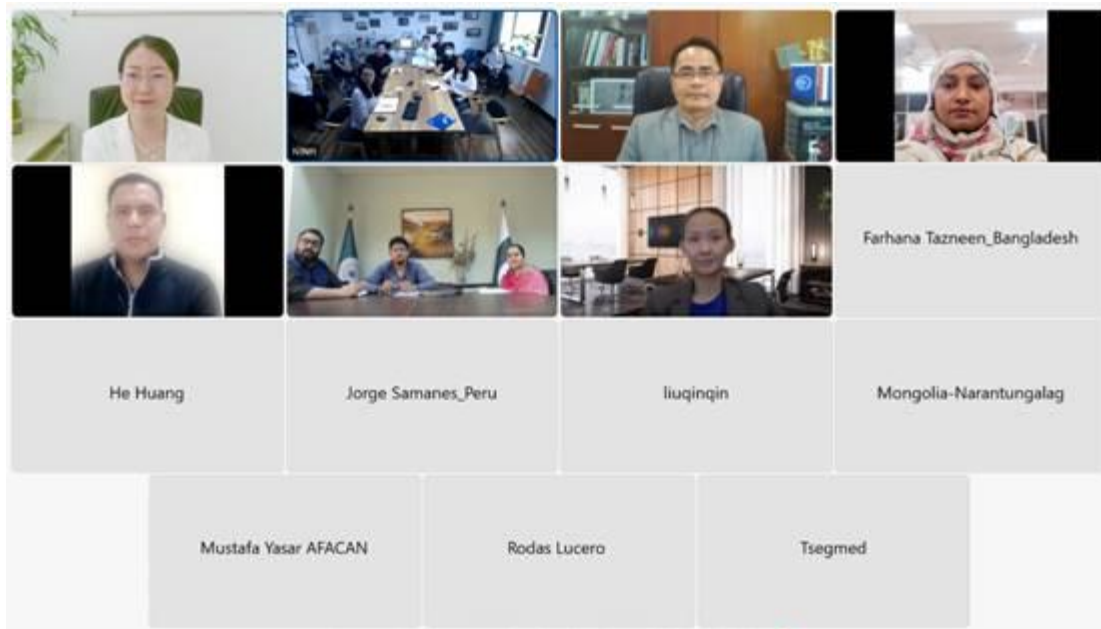 Farhana Tazneen_Bangladesh
He Huang
Jorge Samanes_Peru
liuqinqin
Mongolia-Narantungalag
Mustafa Yasar AFACAN
Rodas Lucero
Tsegmed